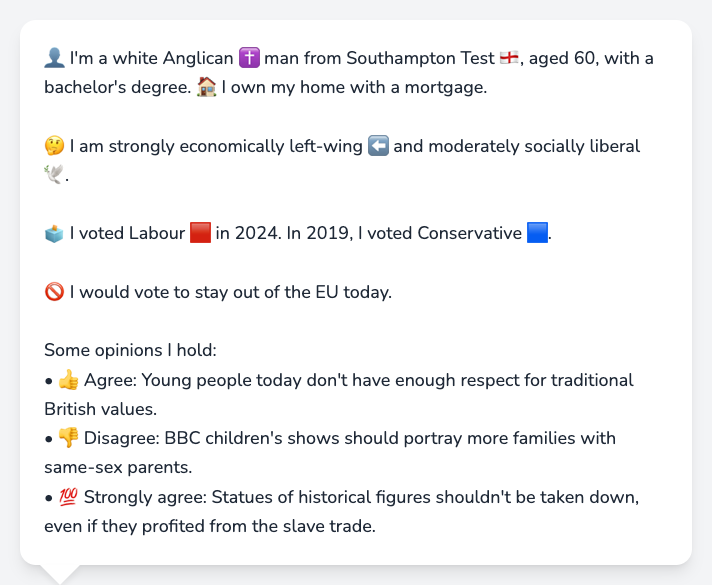 👤 I'm a white Anglican ✝️ man from Southampton Test 🏴󠁧󠁢󠁥󠁮󠁧󠁿, aged 60, with a
bachelor's degree. 🏠 I own my home with a mortgage.
🤔 I am strongly economically left-wing ⬅️ and moderately socially liberal
🕊️.
🗳️ I voted Labour 🟥 in 2024. In 2019, I voted Conservative 🟦.
🚫 I would vote to stay out of the EU today.
Some opinions I hold:
• 👍 Agree: Young people today don't have enough respect for traditional
British values.
• 👎 Disagree: BBC children's shows should portray more families with
same-sex parents.
• 💯 Strongly agree: Statues of historical figures shouldn't be taken down,
even if they profited from the slave trade.